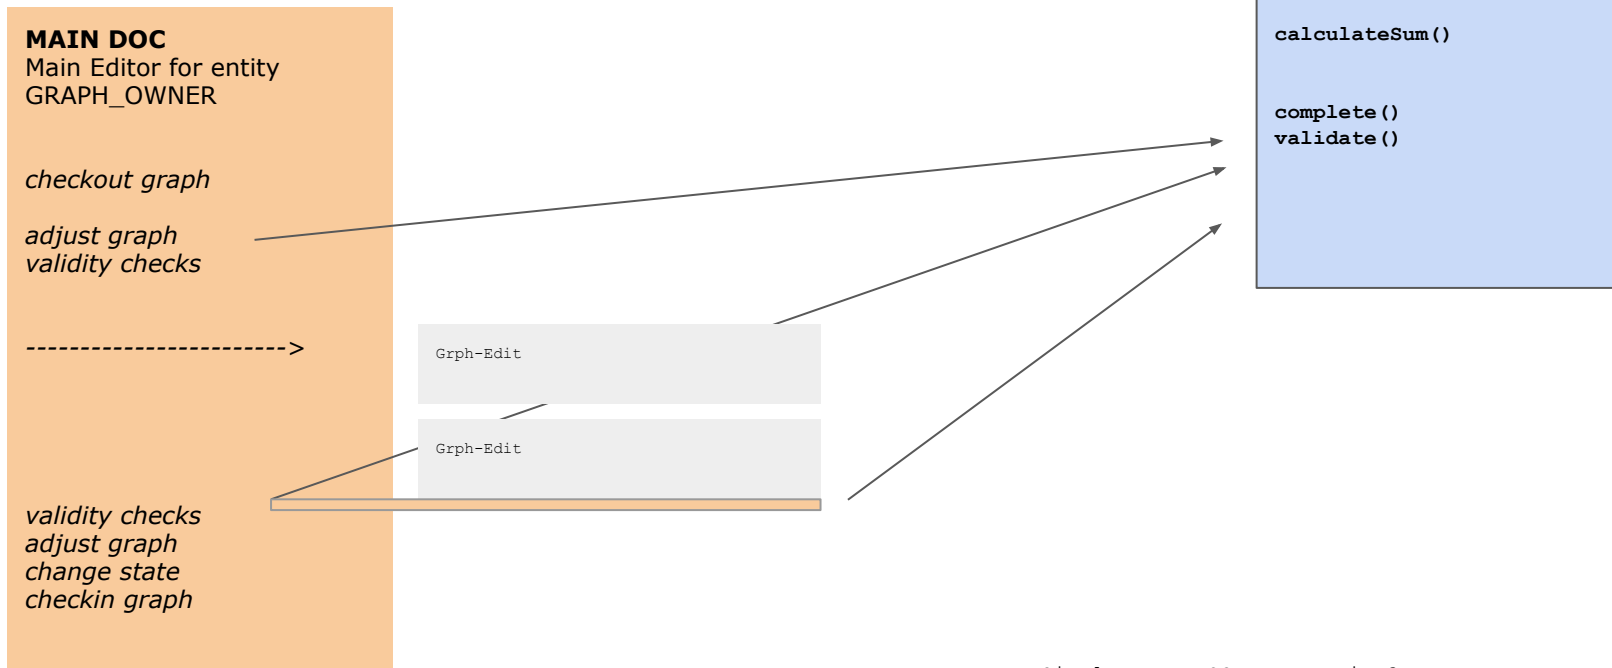 MAIN DOC
Main Editor for entity
GRAPH_OWNER
checkout graph
adjust graph
validity checks
------------------------>
validity checks
adjust graph
change state
checkin graph
Grph-Edit
Grph-Edit
calculateSum()
complete()
validate()